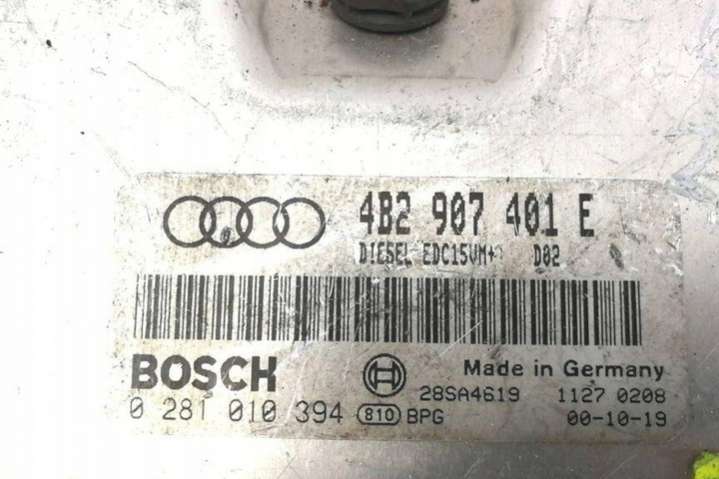 4B2 907 401 E
DIESEL EDC15VM+ D02
BOSCH
Made in Germany
28SA4619 1127 0208
0 281 010 394 810 BPG 00-10-19